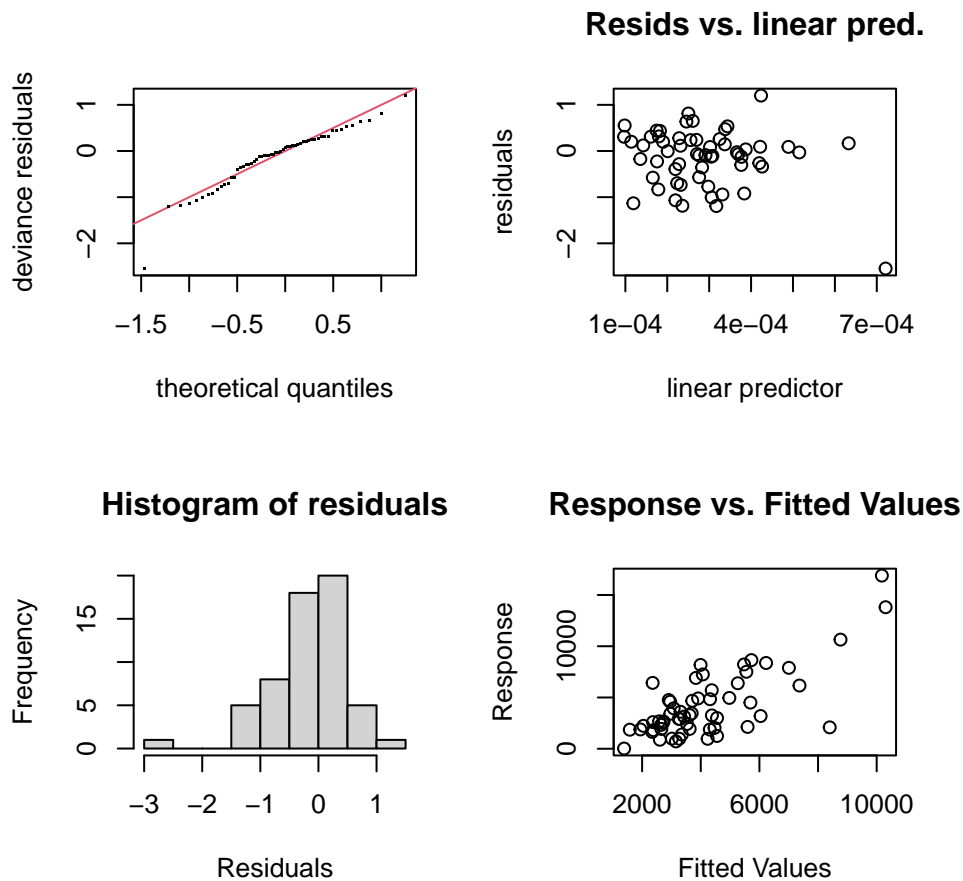 Resids vs. linear pred.
deviance residuals
1
0
−2
−1.5
−0.5
0.5
theoretical quantiles
residuals
1
0
−2
1e−04
4e−04
7e−04
linear predictor
Histogram of residuals
Frequency
15
5
0
−3
−2
−1
0
1
Residuals
Response vs. Fitted Values
Response
10000
0
2000
6000
10000
Fitted Values